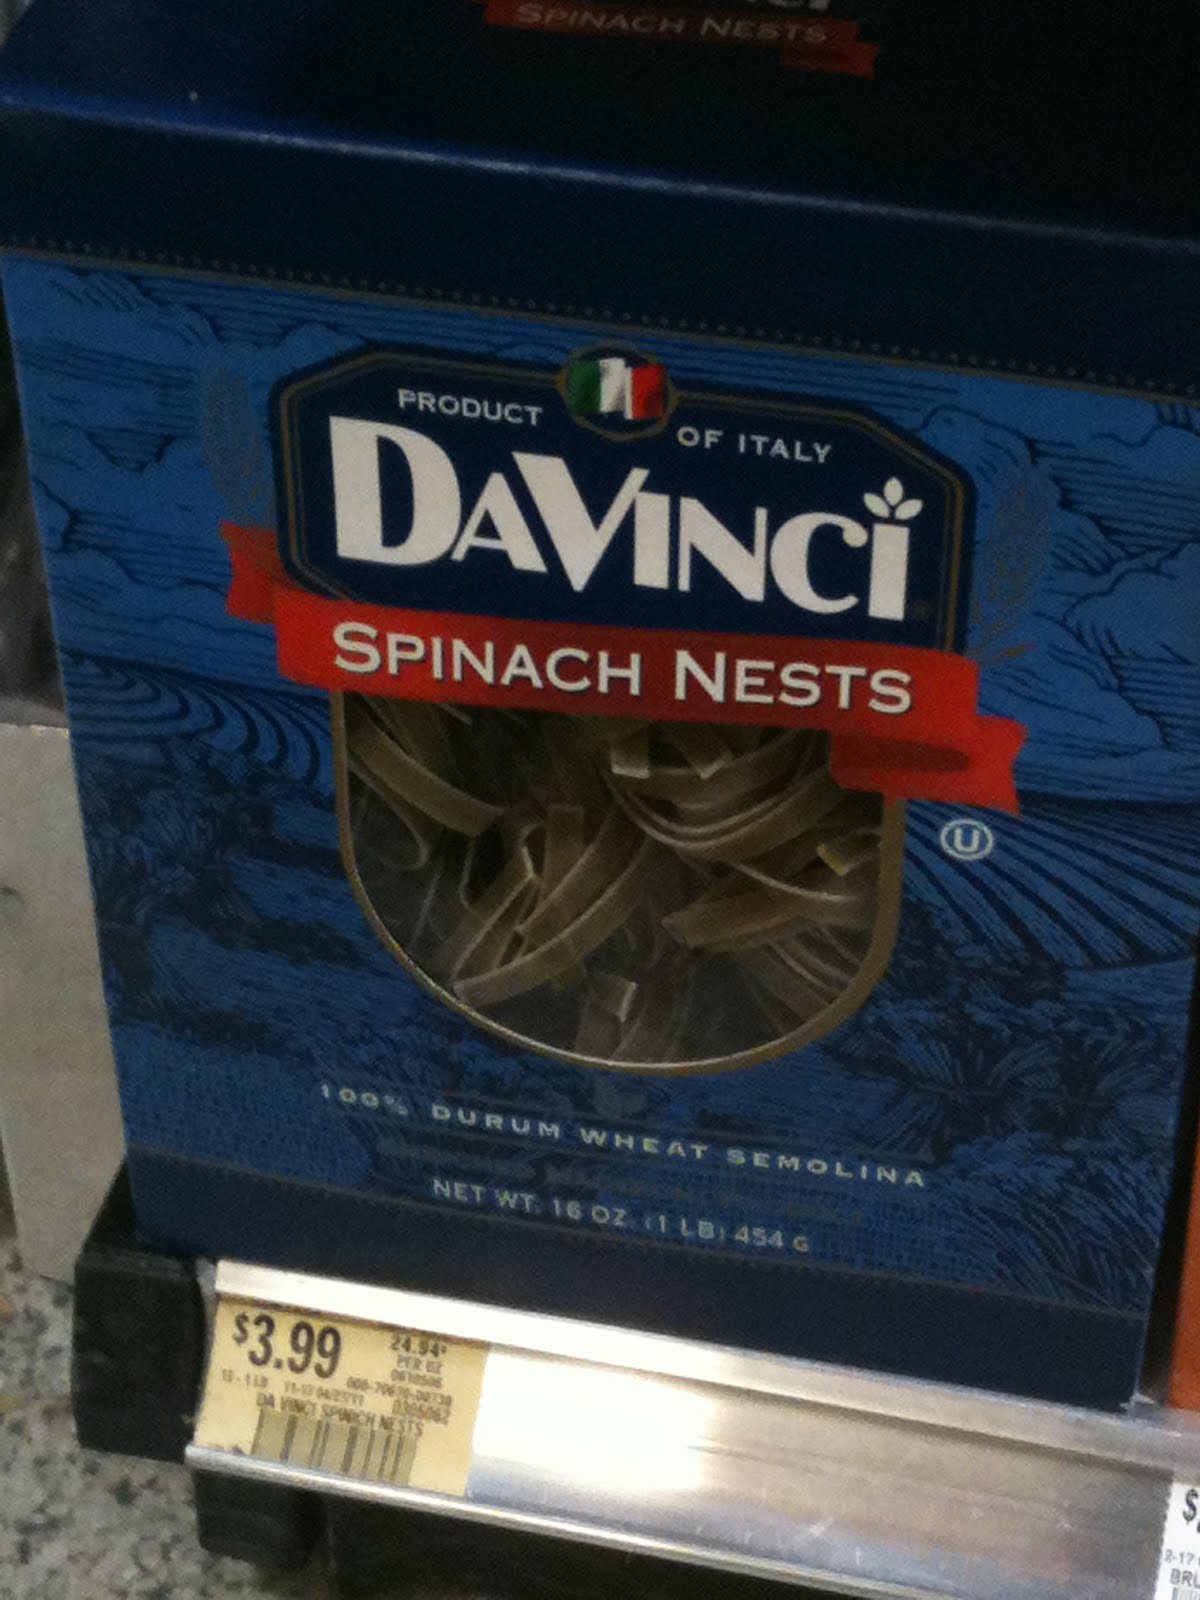 SPINACH NESTS
PRODUCT OF ITALY
DAVINCI
SPINACH NESTS
U
100% DURUM WHEAT SEMOLINA
NET WT. 16 OZ. (1 LB) 454 G
$3.99
24.94¢
PER OZ
DA VINCI SPINACH NESTS
$
BRU